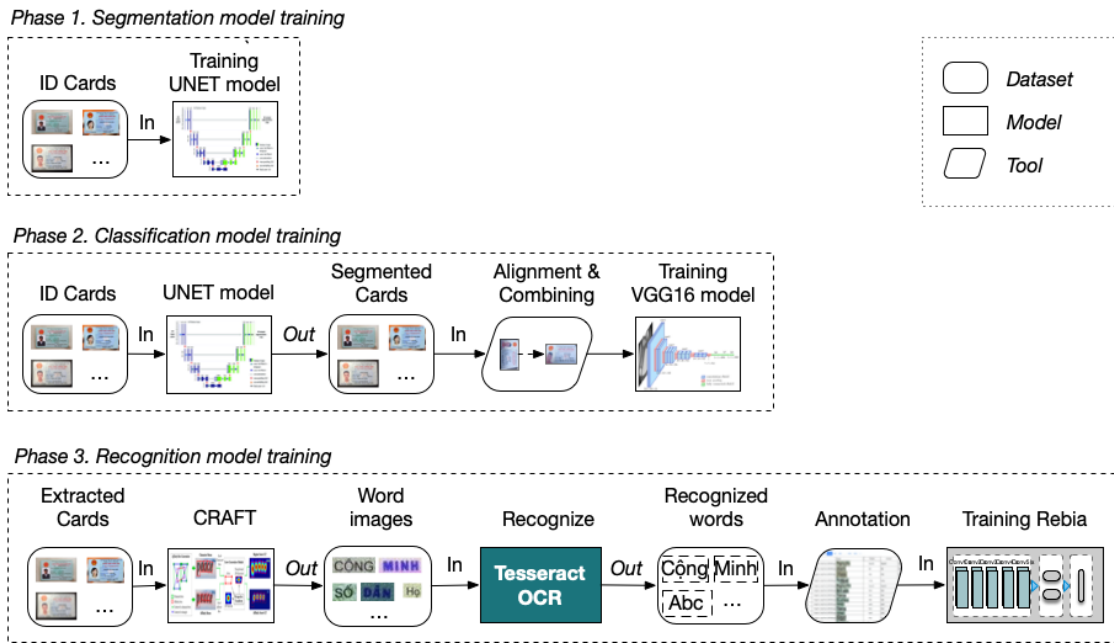 Phase 1. Segmentation model training
ID Cards
Training
UNET model
In
...
Dataset
Model
Tool
Phase 2. Classification model training
ID Cards
UNET model
Segmented
Cards
Alignment &
Combining
Training
VGG16 model
In
Out
In
...
...
Phase 3. Recognition model training
Extracted
Cards
CRAFT
Word
images
Recognize
Recognized
words
Annotation
Training Rebia
In
Out
In
Out
In
In
...
CÔNG MINH
SỐ DÂN Họ
...
Tesseract
OCR
Cộng Minh
Abc ...